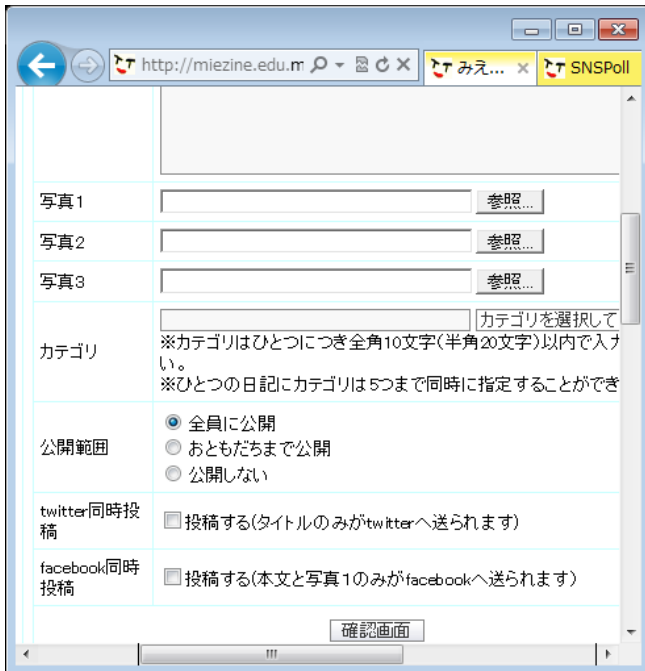 http://miezine.edu.m
みえ...
SNSPoll
写真1
参照...
写真2
参照...
写真3
参照...
カテゴリ
カテゴリを選択して
※カテゴリはひとつにつき全角10文字(半角20文字)以内で入力
い。
※ひとつの日記にカテゴリは5つまで同時に指定することができ
公開範囲
全員に公開
おともだちまで公開
公開しない
twitter同時投
稿
投稿する(タイトルのみがtwitterへ送られます)
facebook同時
投稿
投稿する(本文と写真1のみがfacebookへ送られます)
確認画面